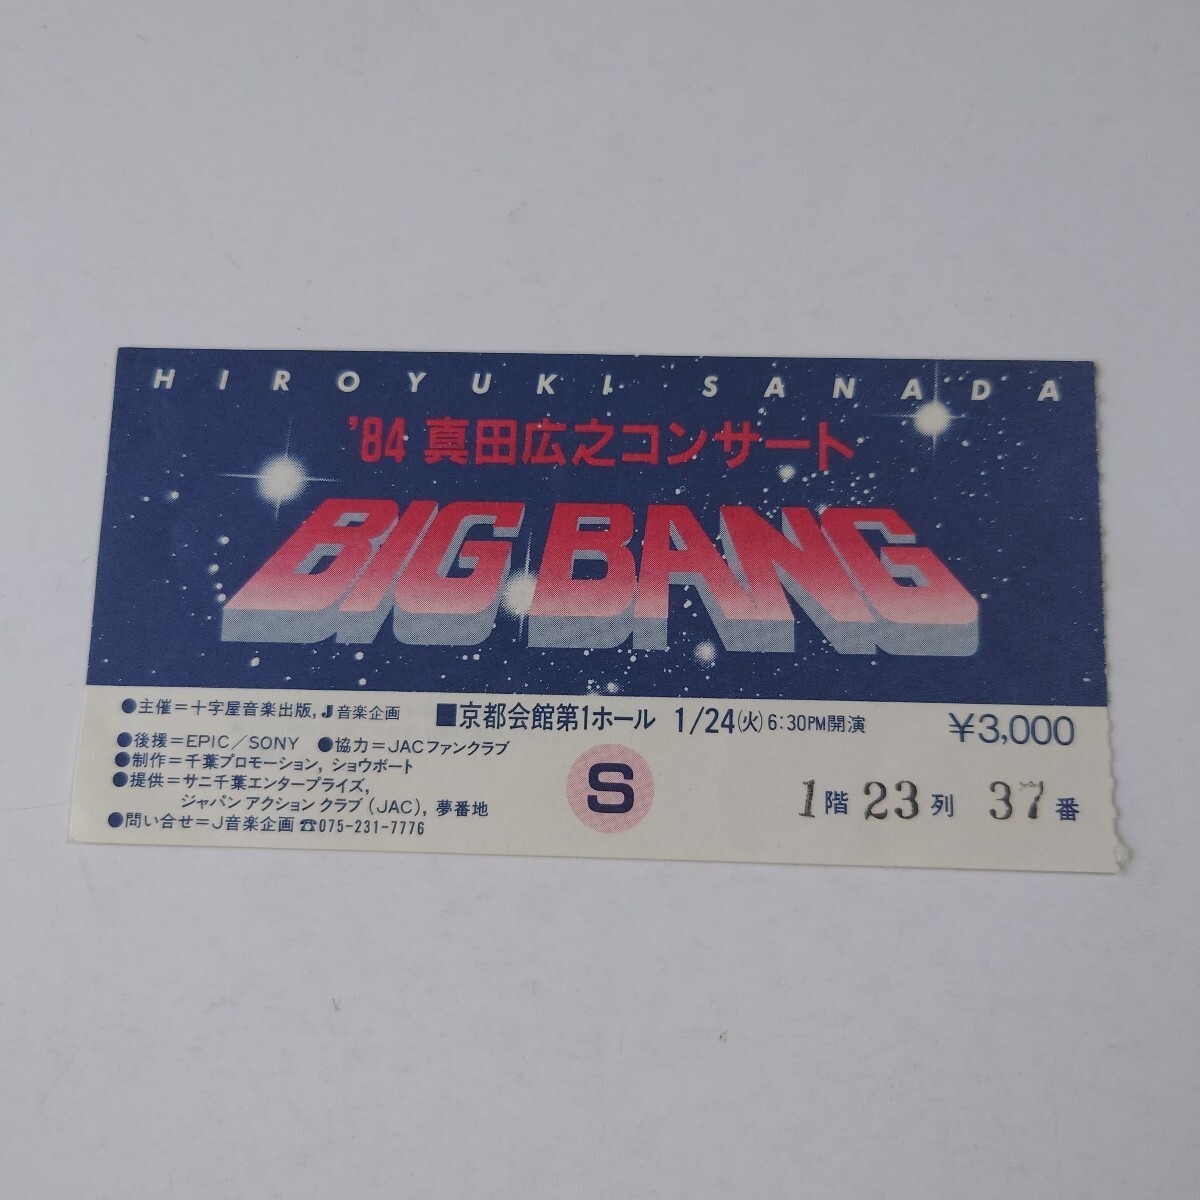 HIROYUKI SANADA
'84 真田広之コンサート
BIG BANG
●主催＝十字屋音楽出版, J音楽企画
■京都会館第1ホール 1/24(火)6:30PM開演
¥3,000
●後援＝EPIC／SONY ●協力＝JACファンクラブ
●制作＝千葉プロモーション, ショウボート
●提供＝サニ千葉エンタープライズ,
ジャパンアクションクラブ(JAC), 夢番地
●問い合せ＝J音楽企画 ☎075-231-7776
S
1階 23列 37番